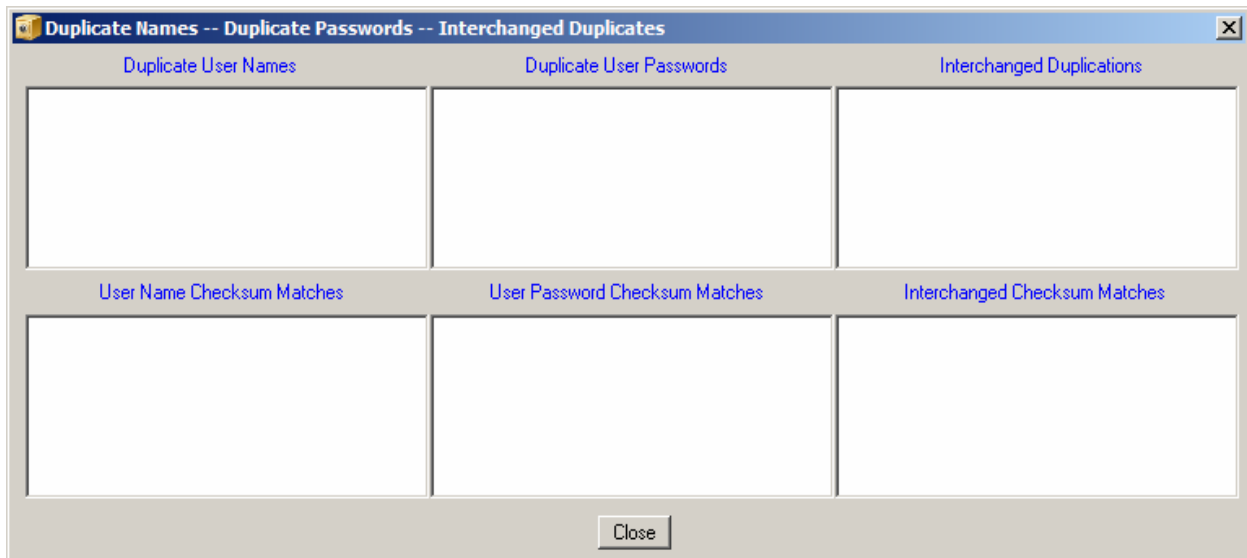 Duplicate Names -- Duplicate Passwords -- Interchanged Duplicates
Duplicate User Names
Duplicate User Passwords
Interchanged Duplications
User Name Checksum Matches
User Password Checksum Matches
Interchanged Checksum Matches
Close